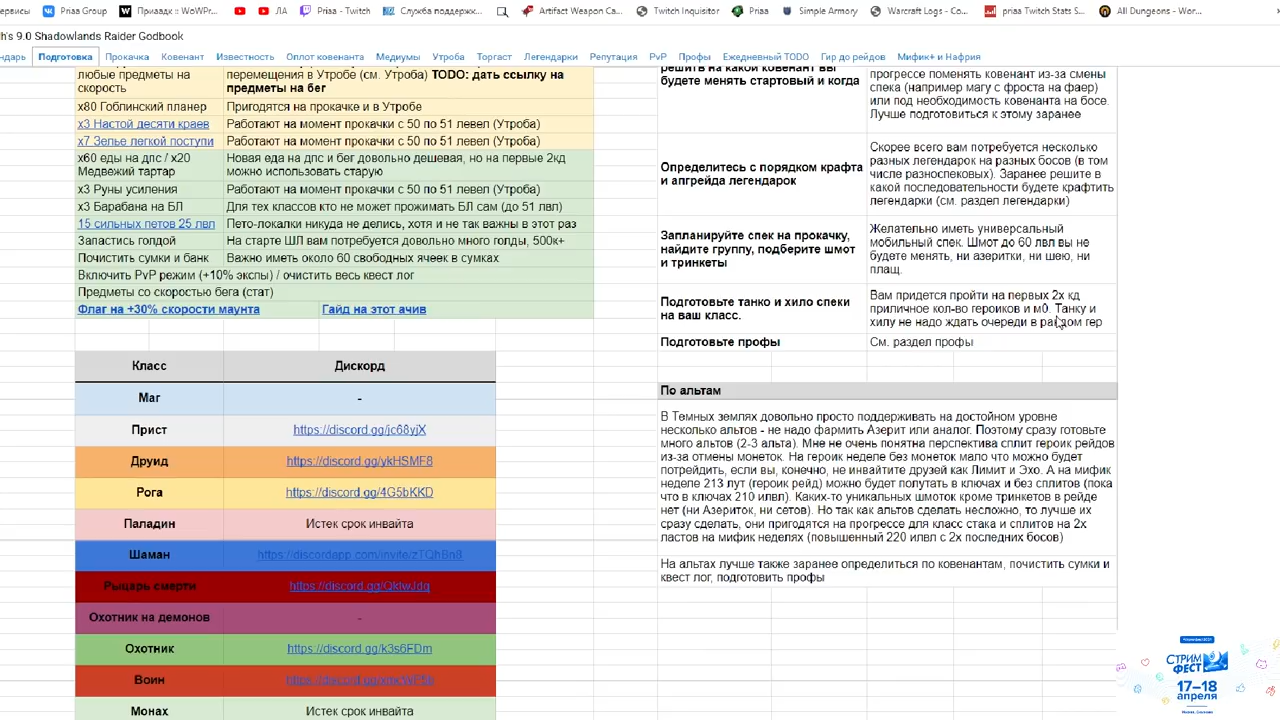 ервисы
Priaa Group
Приаадк :: WoWPr...
ЛА
Priaa - Twitch
Служба поддержк...
Artifact Weapon Ca...
Twitch Inquisitor
Priaa
Simple Armory
Warcraft Logs - Co...
priaa Twitch Stats S...
All Dungeons - Wor...
h's 9.0 Shadowlands Raider Godbook
ндарь Подготовка Прокачка Ковенант Известность Оплот ковенанта Медиумы Утроба Торгаст Легендарки Репутация PvP Профы Ежедневный TODO Гир до рейдов Мифик+ и Нафрия
любые предметы на
скорость
перемещения в Утробе (см. Утроба) TODO: дать ссылку на
предметы на бег
x80 Гоблинский планер Пригодятся на прокачке и в Утробе
x3 Настой десяти краев Работают на момент прокачки с 50 по 51 левел (Утроба)
x7 Зелье легкой поступи Работают на момент прокачки с 50 по 51 левел (Утроба)
x60 еды на дпс / x20
Медвежий тартар
Новая еда на дпс и бег довольно дешевая, но на первые 2кд
можно использовать старую
x3 Руны усиления Работают на момент прокачки с 50 по 51 левел (Утроба)
x3 Барабана на БЛ Для тех классов кто не может прожимать БЛ сам (до 51 лвл)
15 сильных петов 25 лвл Пето-локалки никуда не делись, хотя и не так важны в этот раз
Запастись голдой На старте ШЛ вам потребуется довольно много голды, 500к+
Почистить сумки и банк Важно иметь около 60 свободных ячеек в сумках
Включить PvP режим (+10% экспы) / очистить весь квест лог
Предметы со скоростью бега (стат)
Флаг на +30% скорости маунта Гайд на этот ачив
Класс Дискорд
Маг -
Прист https://discord.gg/jc68yjX
Друид https://discord.gg/ykHSMF8
Рога https://discord.gg/4G5bKKD
Паладин Истек срок инвайта
Шаман https://discordapp.com/invite/zTQhBn8
Рыцарь смерти https://discord.gg/QktwJdq
Охотник на демонов -
Охотник https://discord.gg/k3s6FDm
Воин
Монах Истек срок инвайта
решить на какой ковенант вы
будете менять стартовый и когда
прогрессе поменять ковенант из-за смены
спека (например магу с фроста на фаер)
или под необходимость ковенанта на босе.
Лучше подготовиться к этому заранее
Определитесь с порядком крафта
и апгрейда легендарок
Скорее всего вам потребуется несколько
разных легендарок на разных босов (в том
числе разноспековых). Заранее решите в
какой последовательности будете крафтить
легендарки (см. раздел легендарки)
Запланируйте спек на прокачку,
найдите группу, подберите шмот
и тринкеты
Желательно иметь универсальный
мобильный спек. Шмот до 60 лвл вы не
будете менять, ни азеритки, ни шею, ни
плащ.
Подготовьте танко и хило спеки
на ваш класс.
Вам придется пройти на первых 2х кд
приличное кол-во героиков и м0. Танку и
хилу не надо ждать очереди в рандом гер
Подготовьте профы См. раздел профы
По альтам
В Темных землях довольно просто поддерживать на достойном уровне
несколько альтов - не надо фармить Азерит или аналог. Поэтому сразу готовьте
много альтов (2-3 альта). Мне не очень понятна перспектива сплит героик рейдов
из-за отмены монеток. На героик неделе без монеток мало что можно будет
потрейдить, если вы, конечно, не инвайтите друзей как Лимит и Эхо. А на мифик
неделе 213 лут (героик рейд) можно будет полутать в ключах и без сплитов (пока
что в ключах 210 илвл). Каких-то уникальных шмоток кроме тринкетов в рейде
нет (ни Азериток, ни сетов). Но так как альтов сделать несложно, то лучше их
сразу сделать, они пригодятся на прогрессе для класс стака и сплитов на 2х
ластов на мифик неделях (повышенный 220 илвл с 2х последних босов)
На альтах лучше также заранее определиться по ковенантам, почистить сумки и
квест лог, подготовить профы
СТРИМ
ФЕСТ
17–18
апреля